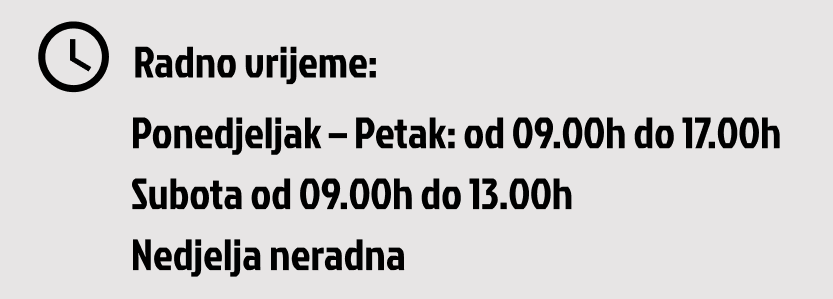 Radno vrijeme:
Ponedjeljak – Petak: od 09.00h do 17.00h
Subota od 09.00h do 13.00h
Nedjelja neradna